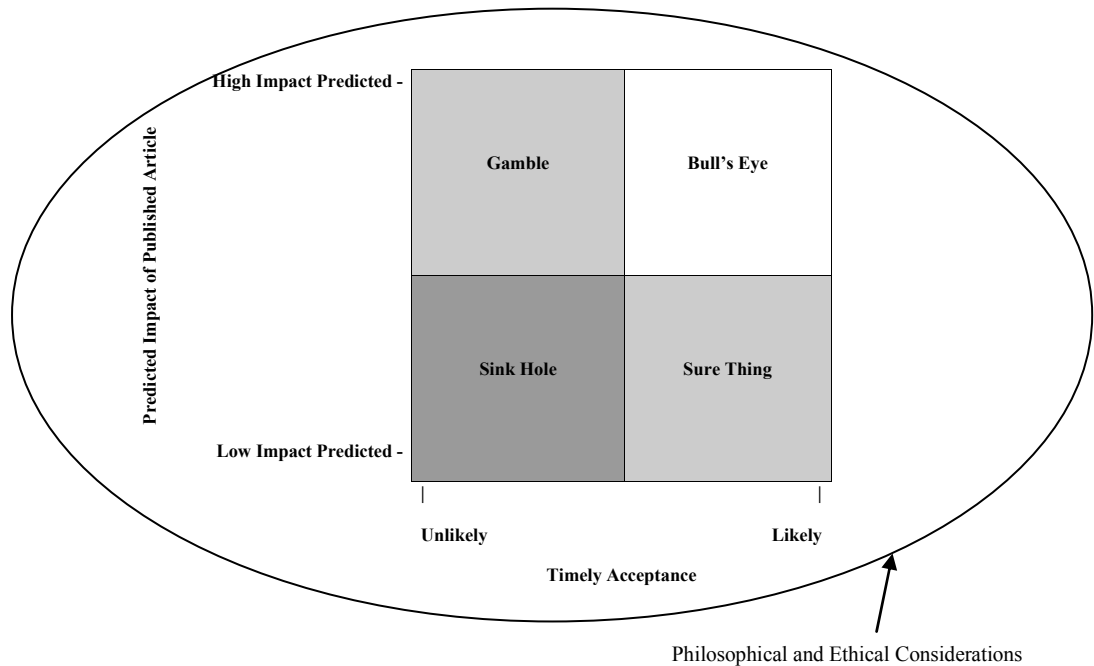 High Impact Predicted -
Predicted Impact of Published Article
Gamble
Bull’s Eye
Sink Hole
Sure Thing
Low Impact Predicted -
|
|
Unlikely
Likely
Timely Acceptance
Philosophical and Ethical Considerations